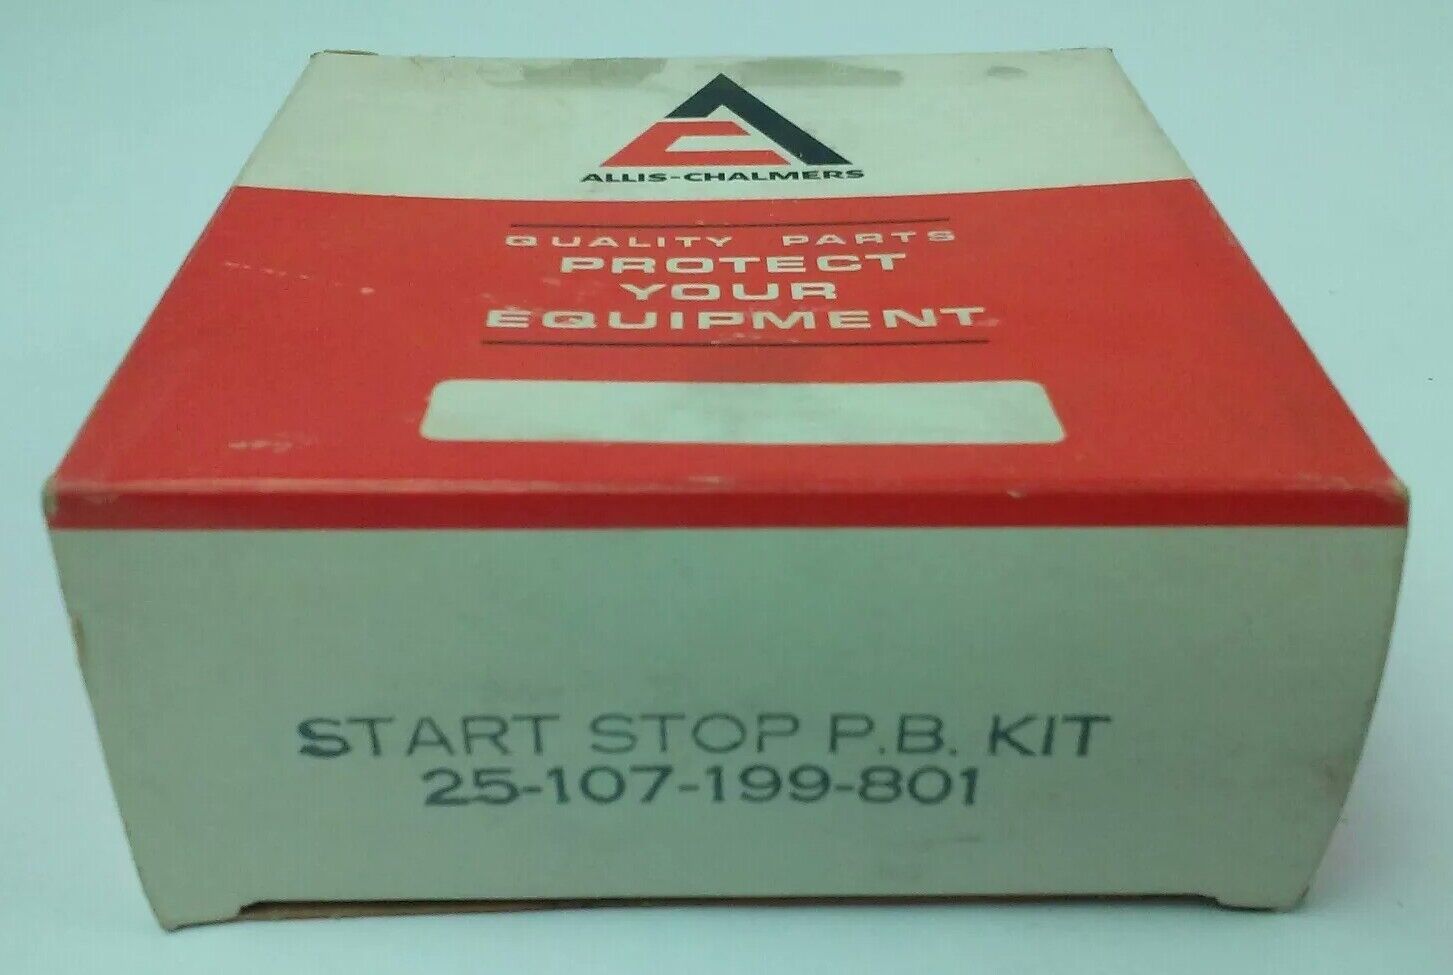 ALLIS-CHALMERS
QUALITY PARTS
PROTECT
YOUR
EQUIPMENT
START STOP P.B. KIT
25-107-199-801